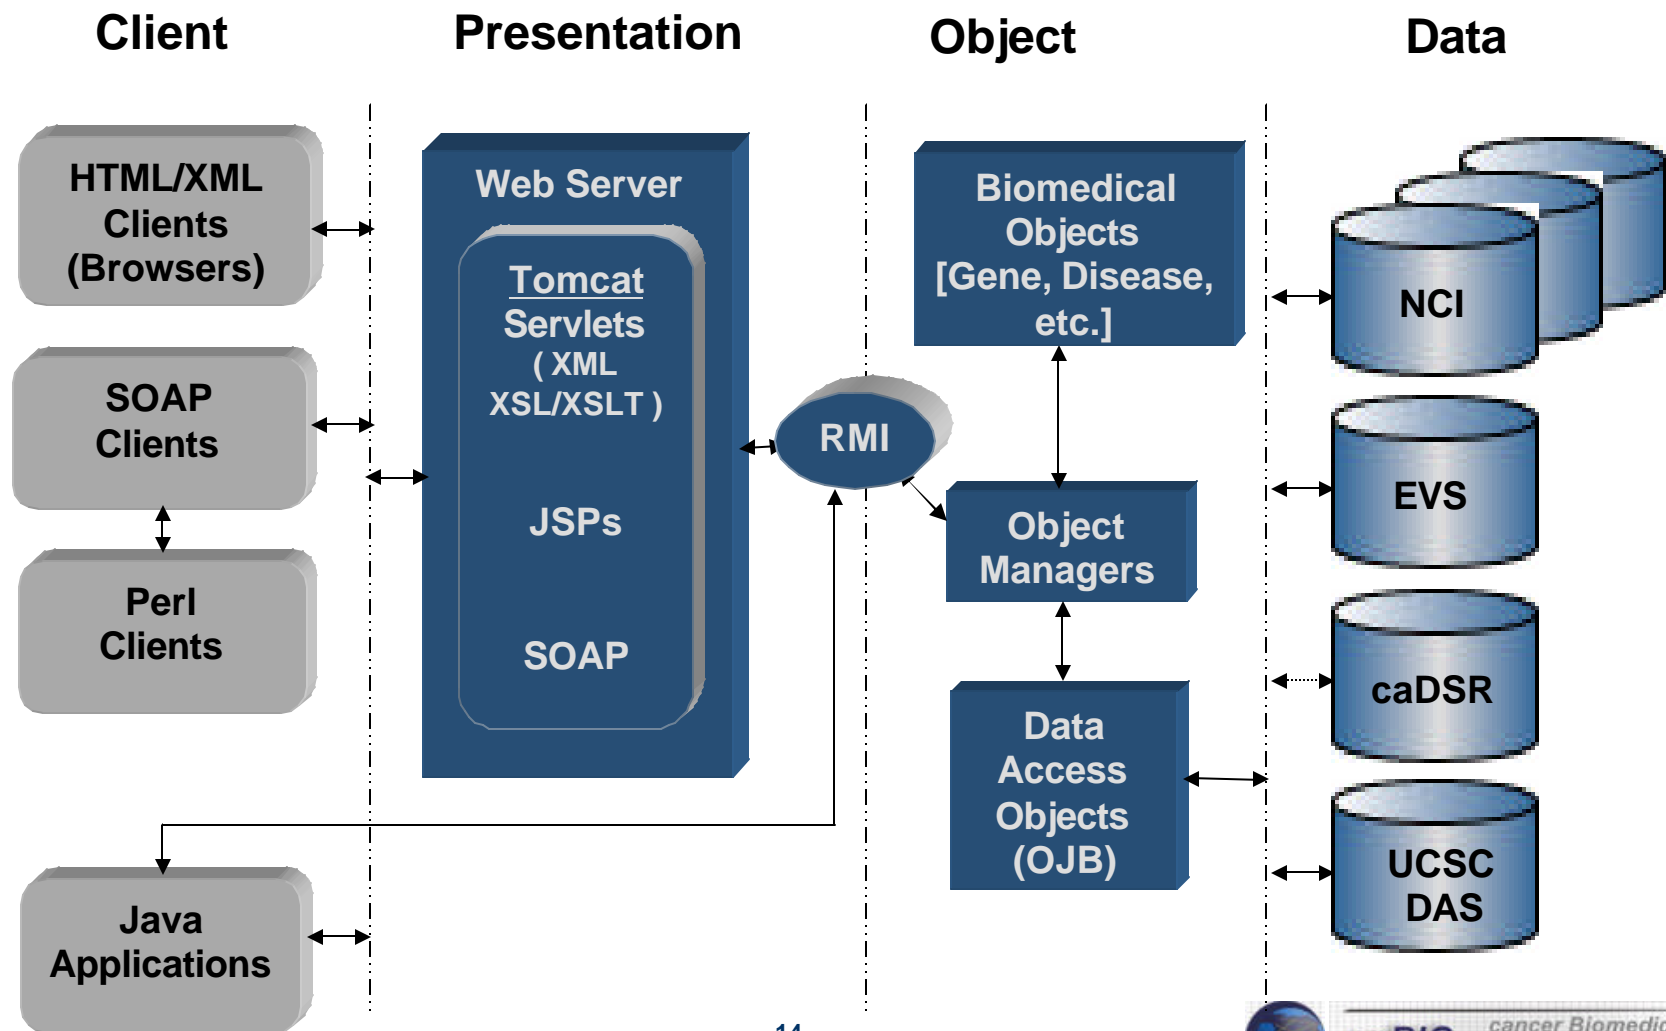 Client
Presentation
Object
Data
HTML/XML
Clients
(Browsers)
SOAP
Clients
Perl
Clients
Java
Applications
Web Server
Tomcat
Servlets
( XML
XSL/XSLT )
JSPs
SOAP
RMI
Biomedical
Objects
[Gene, Disease,
etc.]
Object
Managers
Data
Access
Objects
(OJB)
NCI
EVS
caDSR
UCSC
DAS
14
cancer